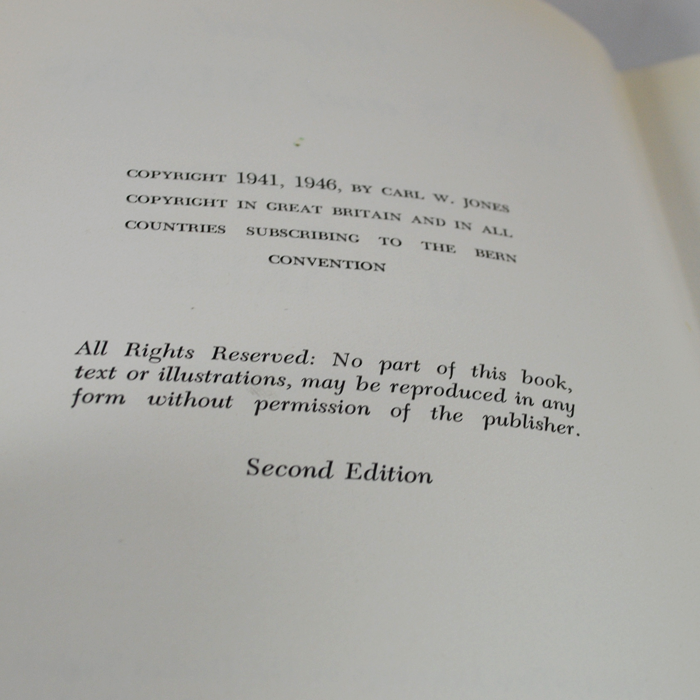 COPYRIGHT 1941, 1946, BY CARL W. JONES
COPYRIGHT IN GREAT BRITAIN AND IN ALL
COUNTRIES SUBSCRIBING TO THE BERN
CONVENTION
All Rights Reserved: No part of this book,
text or illustrations, may be reproduced in any
form without permission of the publisher.
Second Edition